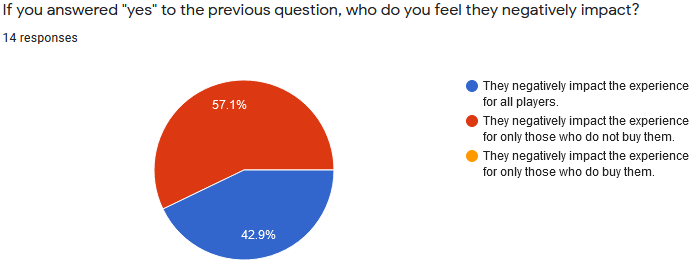 If you answered "yes" to the previous question, who do you feel they negatively impact?
14 responses
57.1%
42.9%
They negatively impact the experience
for all players.
They negatively impact the experience
for only those who do not buy them.
They negatively impact the experience
for only those who do buy them.